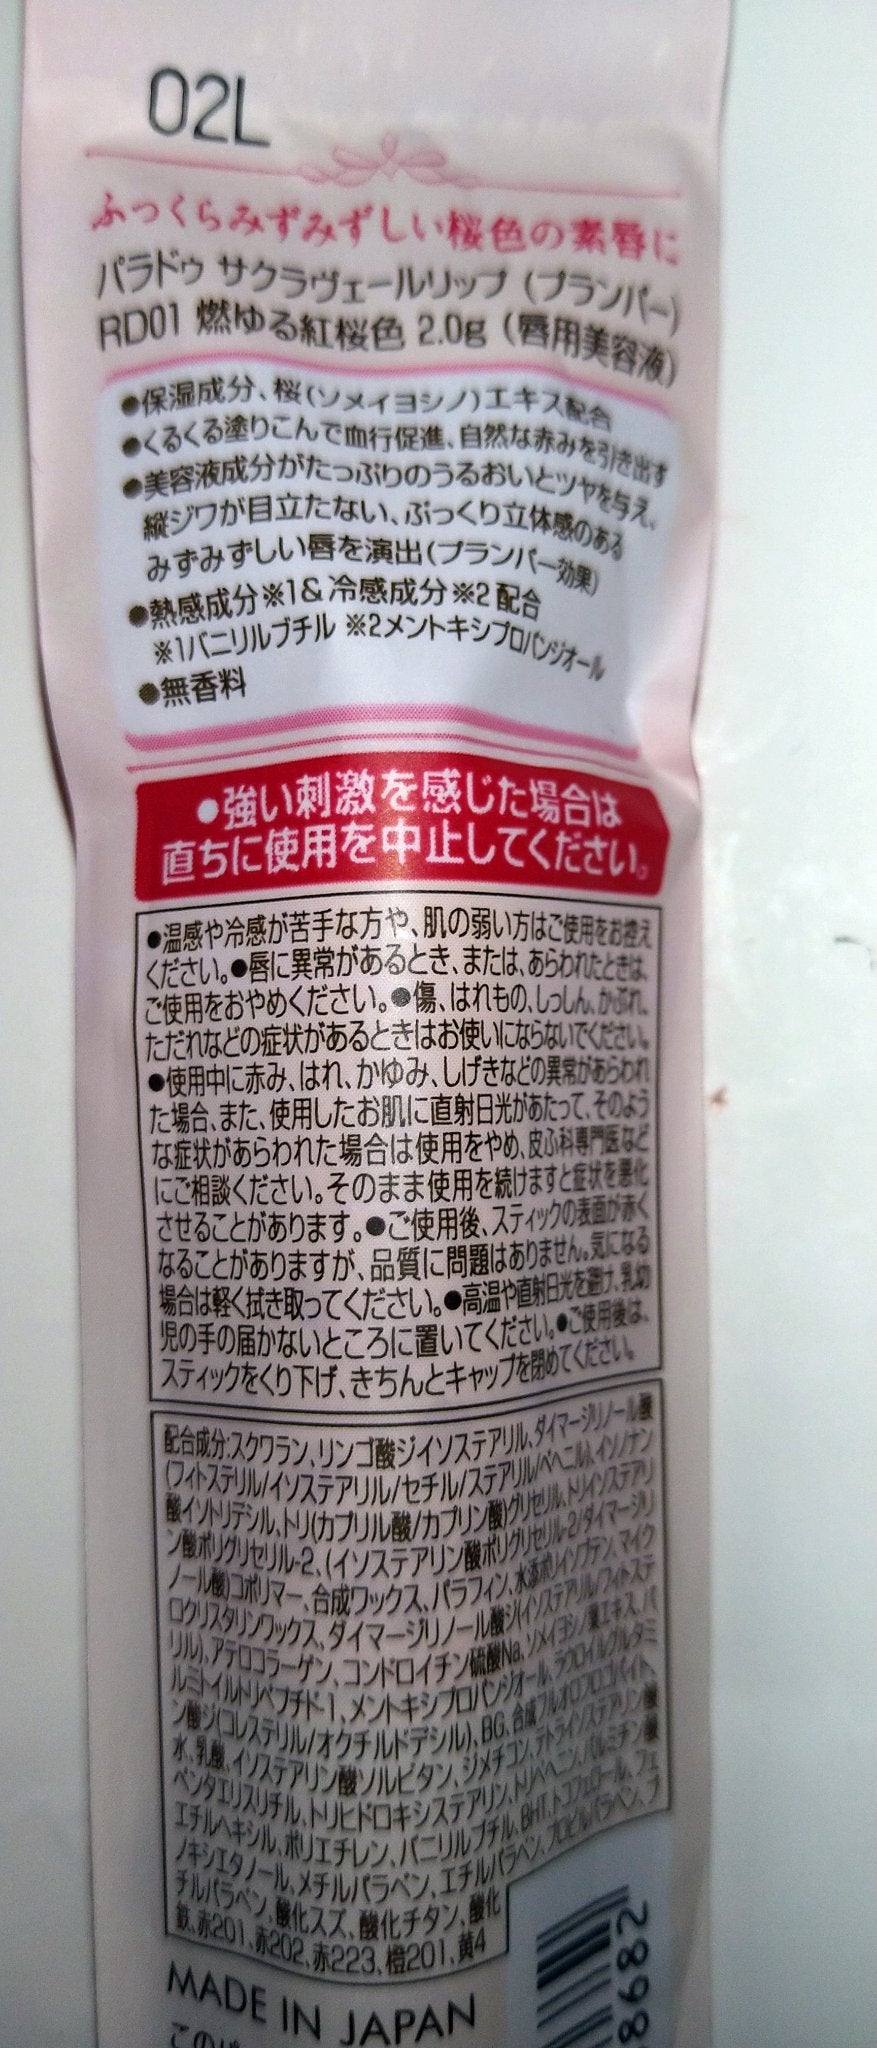 02L
ふっくらみずみずしい桜色の素唇に
パラドゥ サクラヴェールリップ (プランパー)
RD01 燃ゆる紅桜色 2.0g (唇用美容液)
●保湿成分、桜(ソメイヨシノ)エキス配合
●くるくる塗りこんで血行促進、自然な赤みを引き出す
●美容液成分がたっぷりのうるおいとツヤを与え、
縦ジワが目立たない、ぷっくり立体感のある
みずみずしい唇を演出(プランパー効果)
●熱感成分※1&冷感成分※2配合
※1バニリルブチル ※2メントキシプロパンジオール
●無香料
●強い刺激を感じた場合は
直ちに使用を中止してください。
●温感や冷感が苦手な方や、肌の弱い方はご使用をお控え
ください。●唇に異常があるとき、または、あらわれたときは、
ご使用をおやめください。●傷、はれもの、しっしん、かぶれ、
ただれなどの症状があるときはお使いにならないでください。
●使用中に赤み、はれ、かゆみ、しげきなどの異常があらわれ
た場合、また、使用したお肌に直射日光があたって、そのよう
な症状があらわれた場合は使用をやめ、皮ふ科専門医など
にご相談ください。そのまま使用を続けますと症状を悪化
させることがあります。●ご使用後、スティックの表面が赤く
なることがありますが、品質に問題はありません。気になる
場合は軽く拭き取ってください。●高温や直射日光を避け、乳幼
児の手の届かないところに置いてください。●ご使用後は、
スティックをくり下げ、きちんとキャップを閉めてください。
配合成分:スクワラン、リンゴ酸ジイソステアリル、ダイマージリノール酸
(フィトステリル/イソステアリル/セチル/ステアリル/ベヘニル)、イソノナン
酸イソトリデシル、トリ(カプリル酸/カプリン酸)グリセリル、トリイソステアリ
ン酸ポリグリセリル-2、(イソステアリン酸ポリグリセリル-2/ダイマージリ
ノール酸)コポリマー、合成ワックス、パラフィン、水添ポリイソブテン、マイク
ロクリスタリンワックス、ダイマージリノール酸ジ(イソステアリル/フィトステ
リル)、アテロコラーゲン、コンドロイチン硫酸Na、ソメイヨシノ葉エキス、パ
ルミトイルトリペプチド-1、メントキシプロパンジオール、ラウロイルグルタミ
ン酸ジ(コレステリル/オクチルドデシル)、BG、合成フルオロフロゴパイト、
水、乳酸、イソステアリン酸ソルビタン、ジメチコン、テトライソステアリン酸
ペンタエリスリチル、トリヒドロキシステアリン、トリベヘニン、パルミチン酸
エチルヘキシル、ポリエチレン、バニリルブチル、BHT、トコフェロール、フェ
ノキシエタノール、メチルパラベン、エチルパラベン、プロピルパラベン、ブ
チルパラベン、酸化スズ、酸化チタン、酸化
鉄、赤201、赤202、赤223、橙201、黄4
MADE IN JAPAN